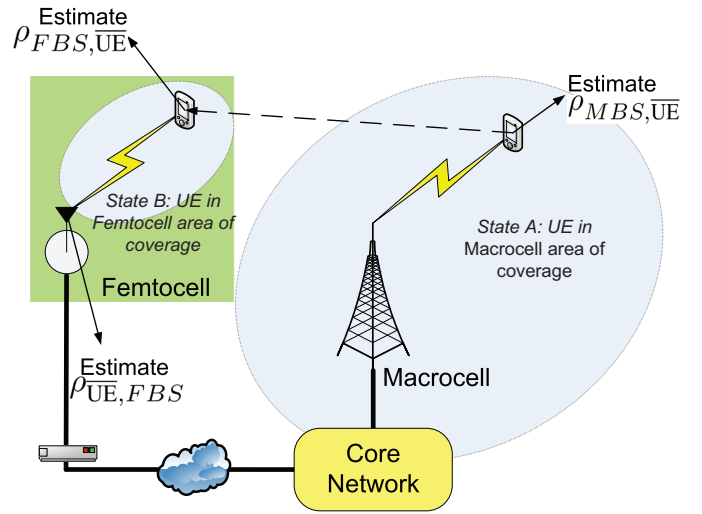 Estimate
ρ_{FBS,\overline{UE}}
Estimate
ρ_{MBS,\overline{UE}}
State B: UE in
Femtocell area of
coverage
State A: UE in
Macrocell area of
coverage
Femtocell
Estimate
ρ_{\overline{UE},FBS}
Macrocell
Core
Network